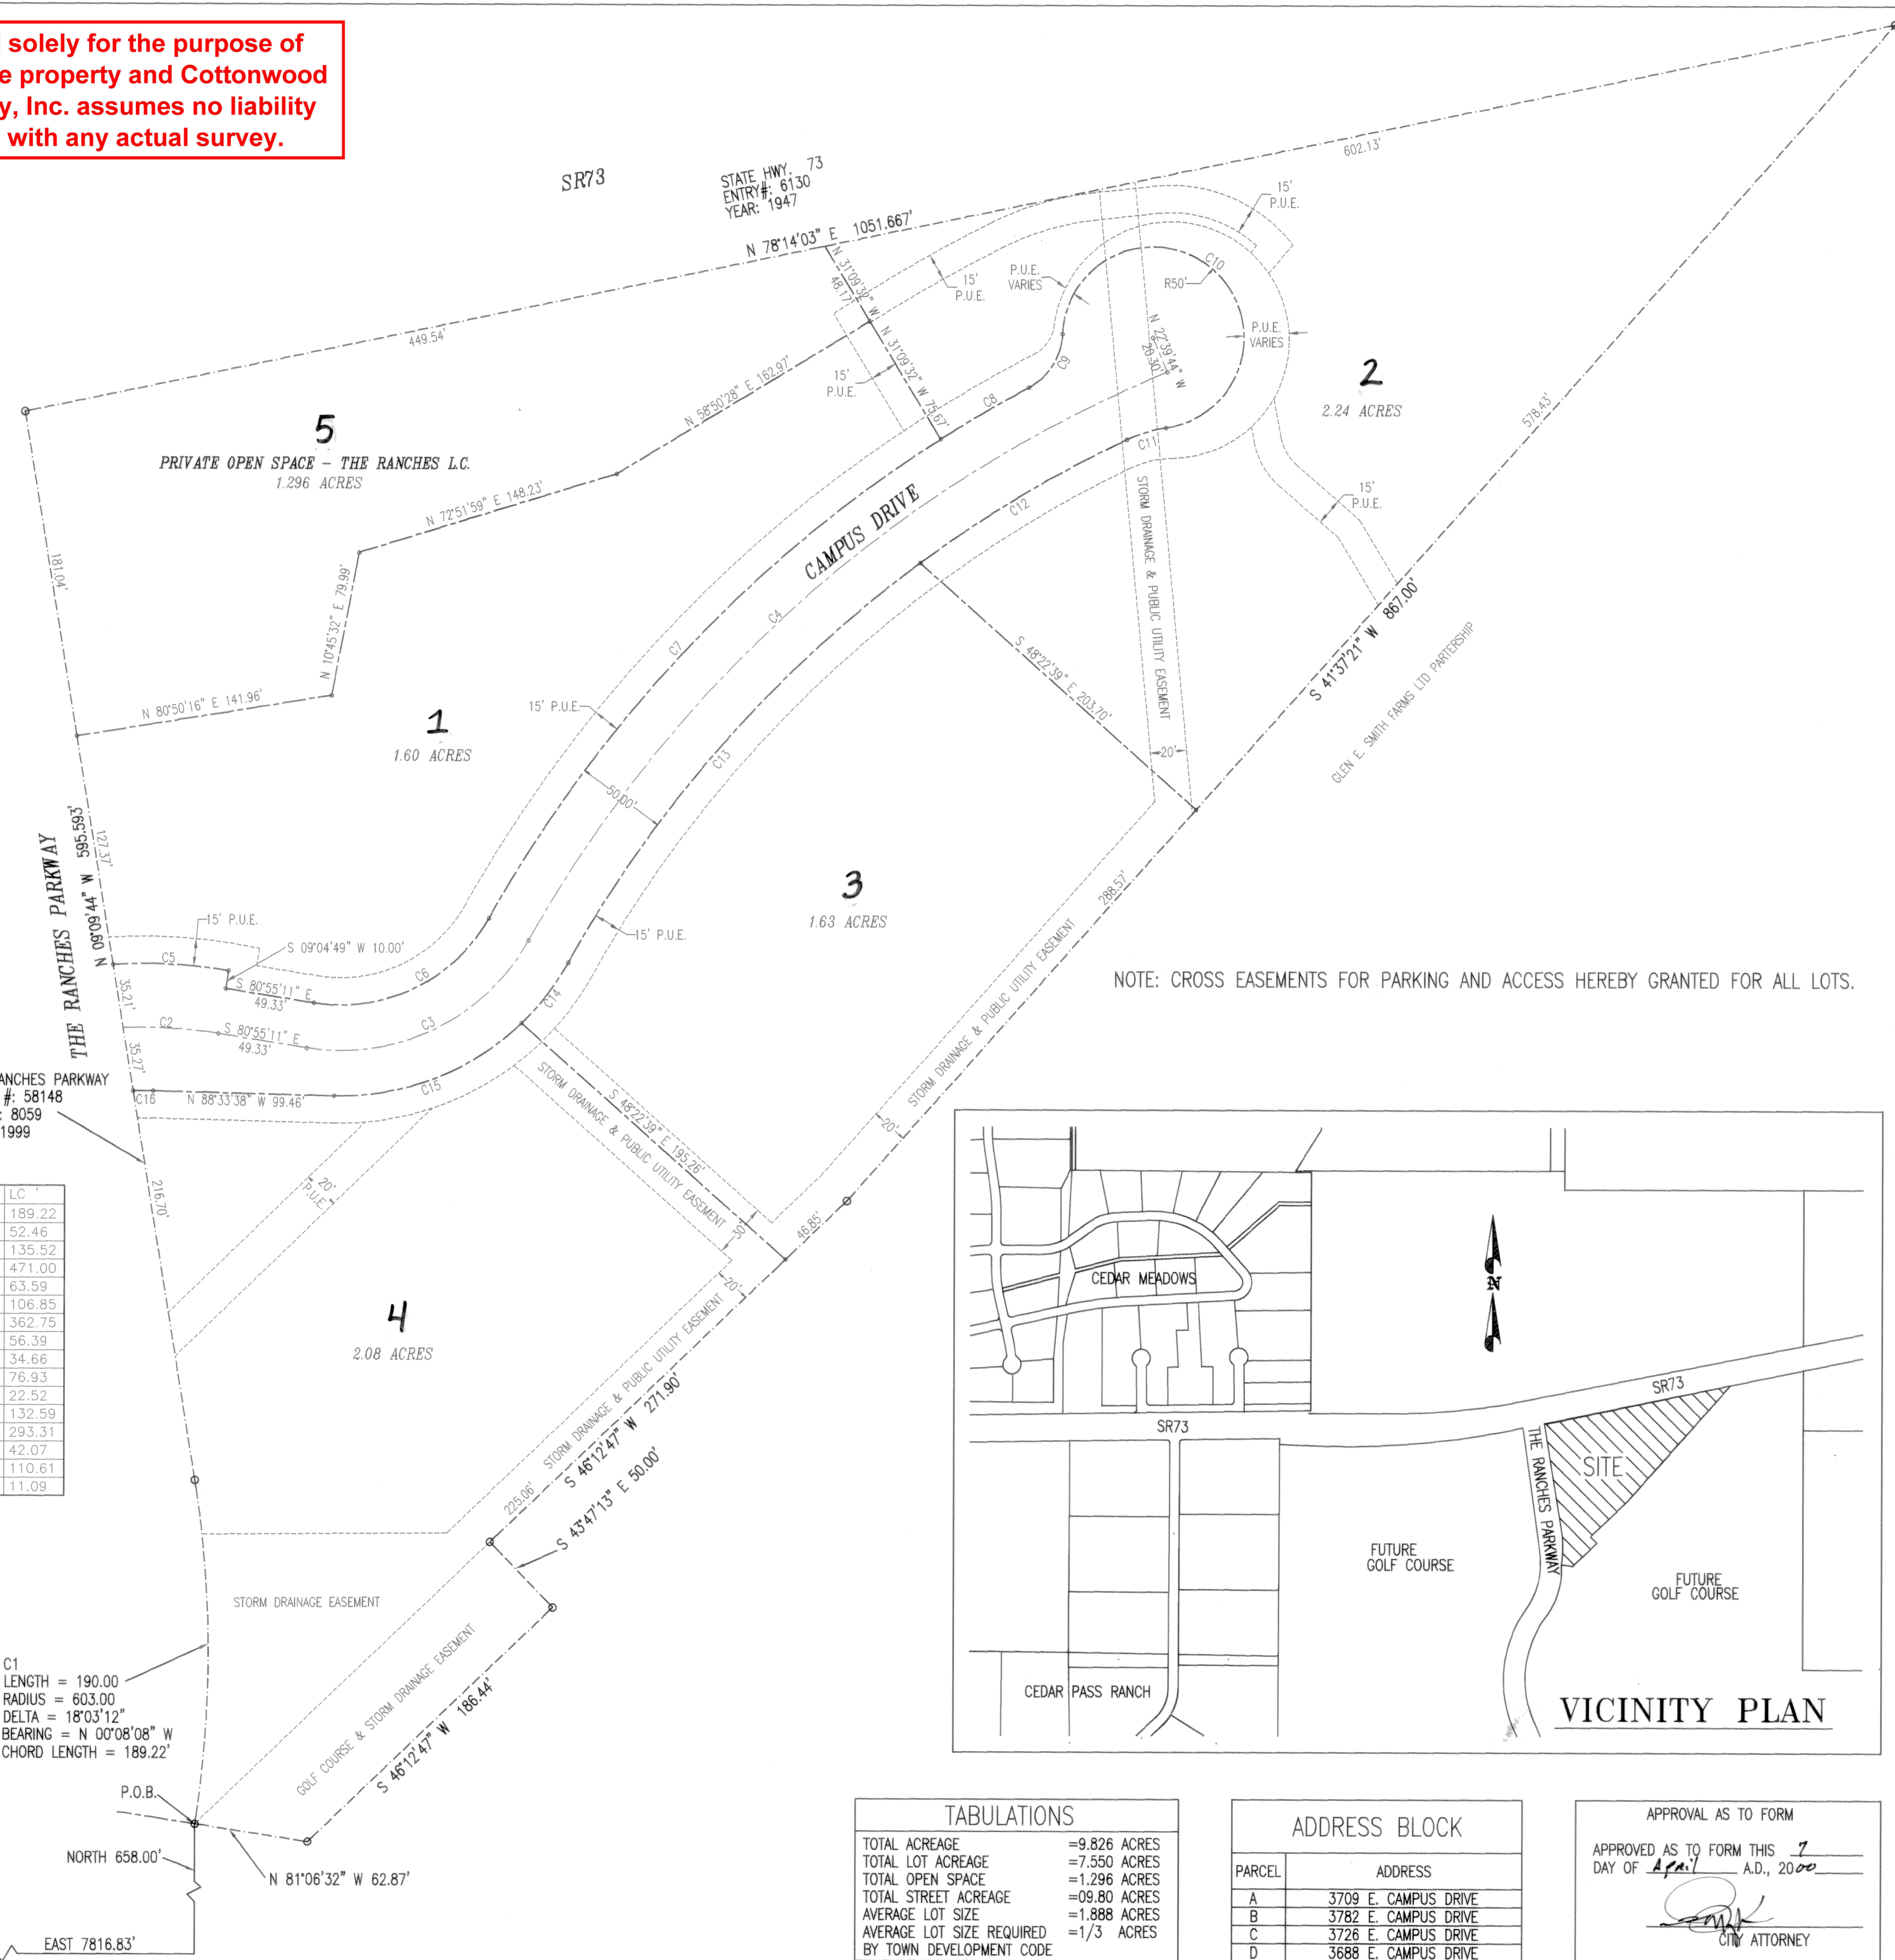 solely for the purpose of
e property and Cottonwood
y, Inc. assumes no liability
with any actual survey.
SR73
STATE HWY. 73
ENTRY#: 6130
YEAR: 1947
N 78°14'03" E 1051.667'
602.13'
449.54'
15'
P.U.E.
N 31°09'32" W
48.17'
15'
P.U.E.
P.U.E.
VARIES
R50'
C10
P.U.E.
VARIES
N 31°09'32" W 75.67'
15'
P.U.E.
N 22°39'44" W
20.30'
C8
C9
C11
2
2.24 ACRES
578.43'
15'
P.U.E.
N 58°50'28" E 162.97'
5
PRIVATE OPEN SPACE – THE RANCHES L.C.
1.296 ACRES
N 72°51'59" E 148.23'
N 10°45'32" E 79.99'
N 80°50'16" E 141.96'
181.04'
CAMPUS DRIVE
C12
C4
C7
C13
STORM DRAINAGE & PUBLIC UTILITY EASEMENT
20'
S 48°22'39" E 203.70'
S 41°37'21" W 867.00'
GLEN E. SMITH FARMS LTD PARTERSHIP
1
1.60 ACRES
15' P.U.E.
50.00'
3
1.63 ACRES
15' P.U.E.
THE RANCHES PARKWAY
N 09°09'44" W 595.593'
127.37'
15' P.U.E.
S 09°04'49" W 10.00'
C5
S 80°55'11" E
49.33'
C6
35.21'
C2
S 80°55'11" E
49.33'
C3
C14
35.27'
C16
N 88°33'38" W 99.46'
C15
288.57'
STORM DRAINAGE & PUBLIC UTILITY EASEMENT
20'
NOTE: CROSS EASEMENTS FOR PARKING AND ACCESS HEREBY GRANTED FOR ALL LOTS.
ANCHES PARKWAY
#: 58148
: 8059
1999
216.70'
20'
P.U.E.
S 48°22'39" E 195.26'
STORM DRAINAGE & PUBLIC UTILITY EASEMENT
30'
46.85'
20'
LC '
189.22
52.46
135.52
471.00
63.59
106.85
362.75
56.39
34.66
76.93
22.52
132.59
293.31
42.07
110.61
11.09
4
2.08 ACRES
STORM DRAINAGE & PUBLIC UTILITY EASEMENT
225.06'
S 46°12'47" W 271.90'
S 43°47'13" E 50.00'
STORM DRAINAGE EASEMENT
GOLF COURSE & STORM DRAINAGE EASEMENT
S 46°12'47" W 186.44'
C1
LENGTH = 190.00
RADIUS = 603.00
DELTA = 18°03'12"
BEARING = N 00°08'08" W
CHORD LENGTH = 189.22'
P.O.B.
NORTH 658.00'
N 81°06'32" W 62.87'
EAST 7816.83'
CEDAR MEADOWS
N
SR73
SR73
SITE
THE RANCHES PARKWAY
FUTURE
GOLF COURSE
FUTURE
GOLF COURSE
CEDAR PASS RANCH
VICINITY PLAN
TABULATIONS
TOTAL ACREAGE =9.826 ACRES
TOTAL LOT ACREAGE =7.550 ACRES
TOTAL OPEN SPACE =1.296 ACRES
TOTAL STREET ACREAGE =09.80 ACRES
AVERAGE LOT SIZE =1.888 ACRES
AVERAGE LOT SIZE REQUIRED =1/3 ACRES
BY TOWN DEVELOPMENT CODE
ADDRESS BLOCK
PARCEL ADDRESS
A 3709 E. CAMPUS DRIVE
B 3782 E. CAMPUS DRIVE
C 3726 E. CAMPUS DRIVE
D 3688 E. CAMPUS DRIVE
APPROVAL AS TO FORM
APPROVED AS TO FORM THIS 7
DAY OF April A.D., 2000
CITY ATTORNEY